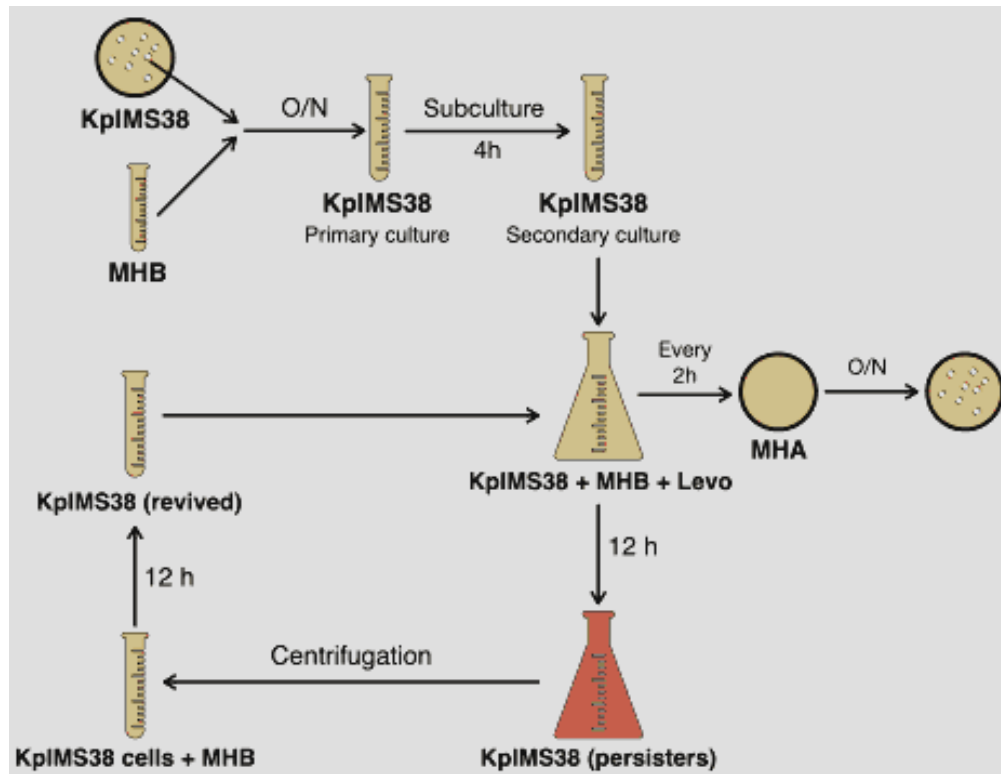 KpIMS38
MHB
O/N
KpIMS38
Primary culture
Subculture
4h
KpIMS38
Secondary culture
KpIMS38 + MHB + Levo
Every
2h
MHA
O/N
12 h
KpIMS38 (persisters)
Centrifugation
KpIMS38 cells + MHB
12 h
KpIMS38 (revived)